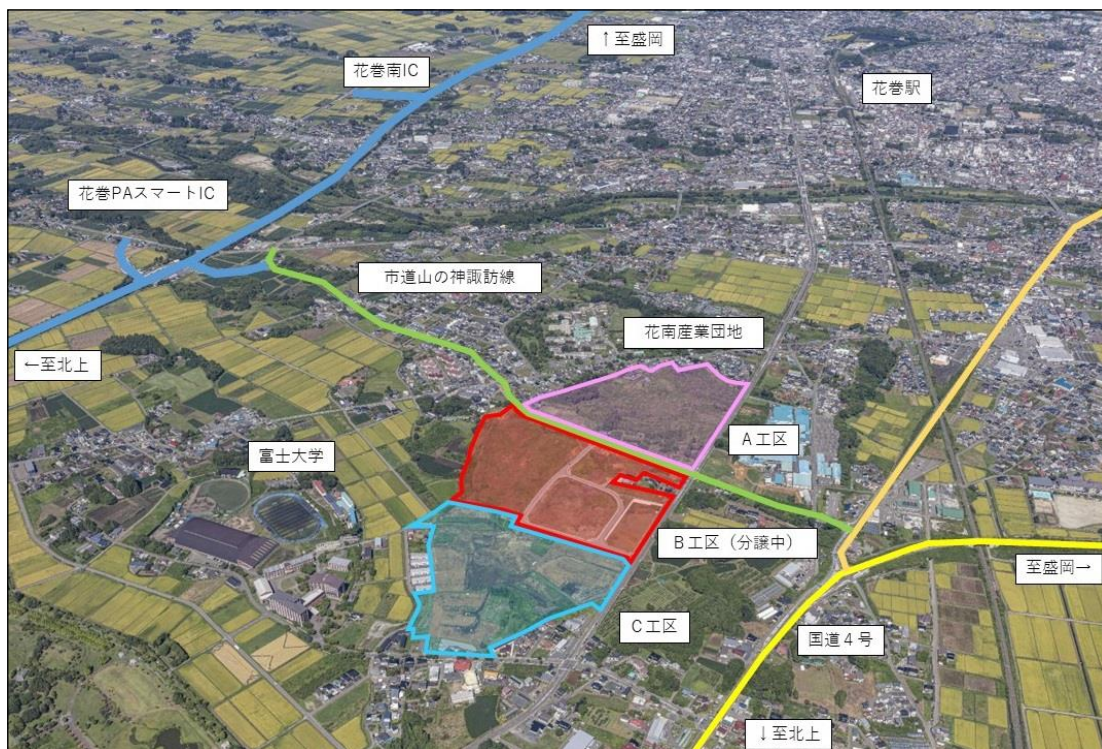 ↑至盛岡
花巻南IC
花巻駅
花巻PAスマートIC
市道山の神諏訪線
花南産業団地
←至北上
A工区
富士大学
B工区（分譲中）
至盛岡→
C工区
国道４号
↓至北上